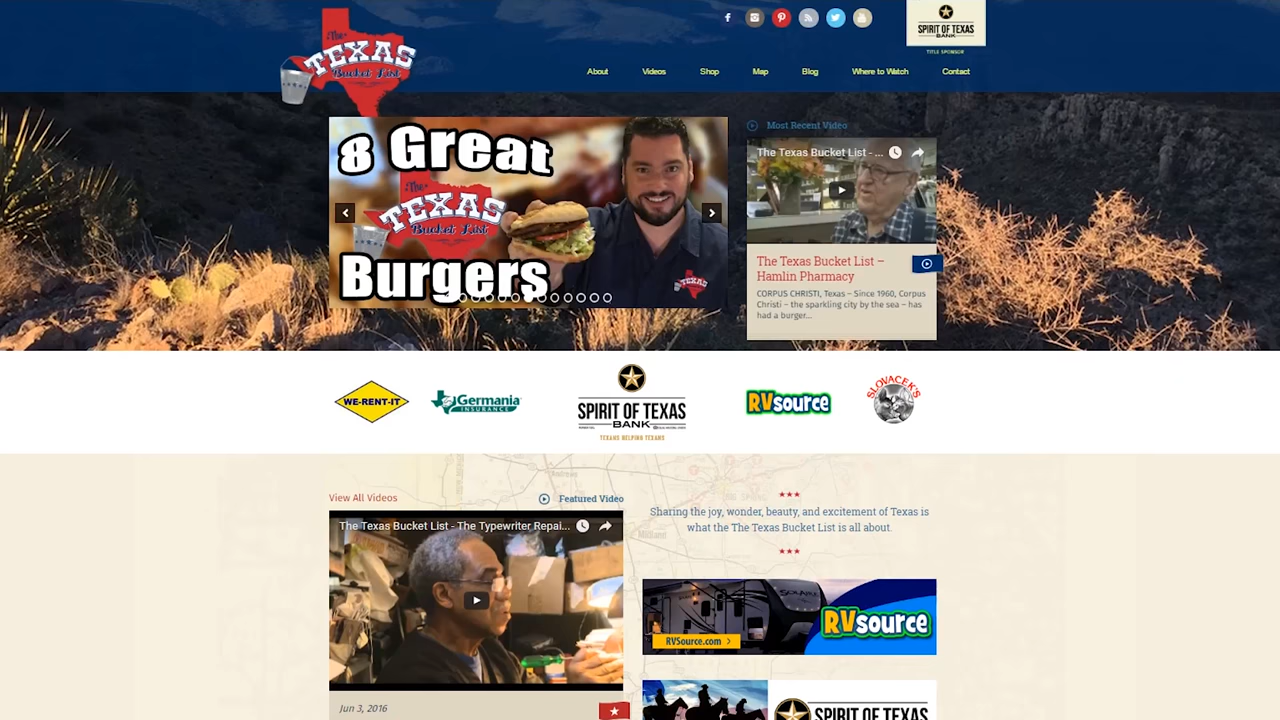 SPIRIT OF TEXAS
BANK
TITLE SPONSOR
The
TEXAS
Bucket List
About
Videos
Shop
Map
Blog
Where to Watch
Contact
8 Great
The
TEXAS
Bucket List
Burgers
Most Recent Video
The Texas Bucket List - ...
The Texas Bucket List –
Hamlin Pharmacy
CORPUS CHRISTI, Texas – Since 1960, Corpus
Christi – the sparkling city by the sea – has
had a burger...
WE-RENT-IT
Germania
INSURANCE
SPIRIT OF TEXAS
BANK
TEXANS HELPING TEXANS
RVsource
SLOVACEK'S
View All Videos
Featured Video
The Texas Bucket List - The Typewriter Repai...
Jun 3, 2016
Sharing the joy, wonder, beauty, and excitement of Texas is
what the The Texas Bucket List is all about.
SOLAIRE
RVsource
RVSource.com >
SPIRIT OF TEXAS